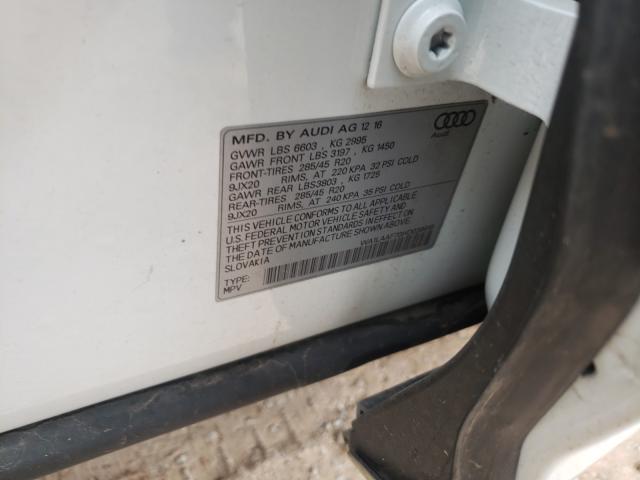 MFD. BY AUDI AG 12 16
GVWR LBS 6603 , KG 2995
GAWR FRONT LBS 3197 , KG 1450
FRONT-TIRES 285/45 R20
9JX20 RIMS, AT 220 KPA 32 PSI COLD
GAWR REAR LBS3803 , KG 1725
REAR-TIRES 285/45 R20
9JX20 RIMS, AT 240 KPA 35 PSI COLD
THIS VEHICLE CONFORMS TO ALL APPLICABLE
U.S. FEDERAL MOTOR VEHICLE SAFETY AND
THEFT PREVENTION STANDARDS IN EFFECT ON
THE DATE OF MANUFACTURE SHOWN ABOVE.
SLOVAKIA
TYPE:
MPV
Audi